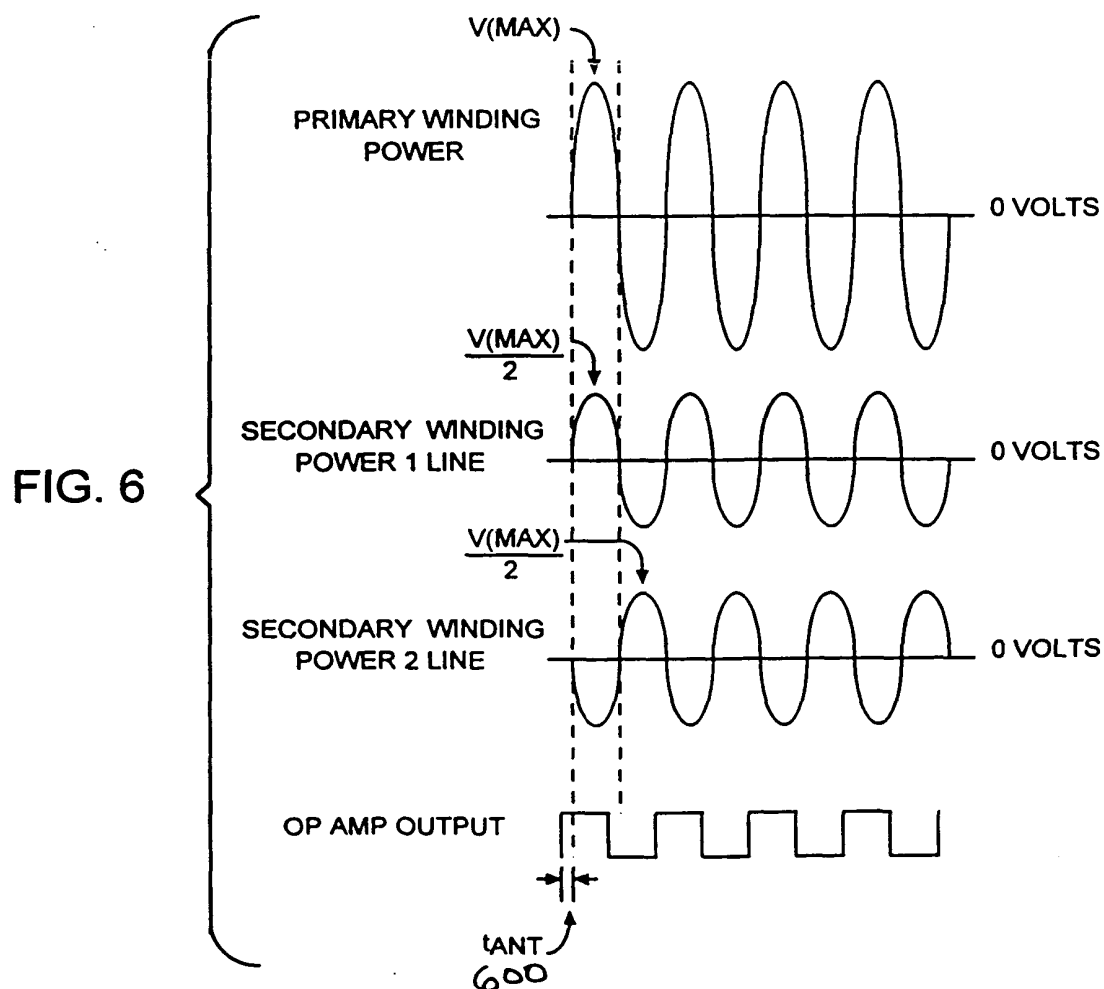 V(MAX)
PRIMARY WINDING
POWER
0 VOLTS
V(MAX)
2
SECONDARY WINDING
POWER 1 LINE
0 VOLTS
FIG. 6
V(MAX)
2
SECONDARY WINDING
POWER 2 LINE
0 VOLTS
OP AMP OUTPUT
tANT
600